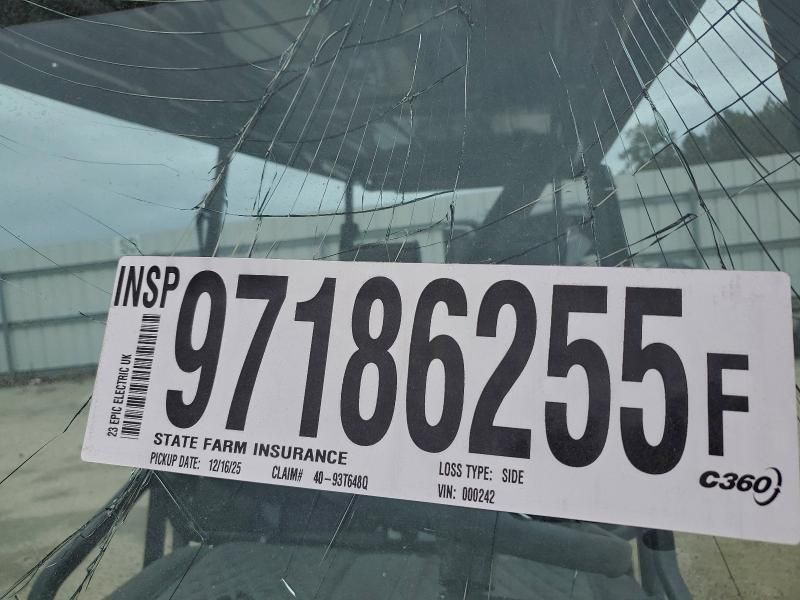 INSP 97186255 F
23 EPIC ELECTRIC UK
STATE FARM INSURANCE
PICKUP DATE: 12/16/25 CLAIM# 40-93T648Q
LOSS TYPE: SIDE
VIN: 000242
C360